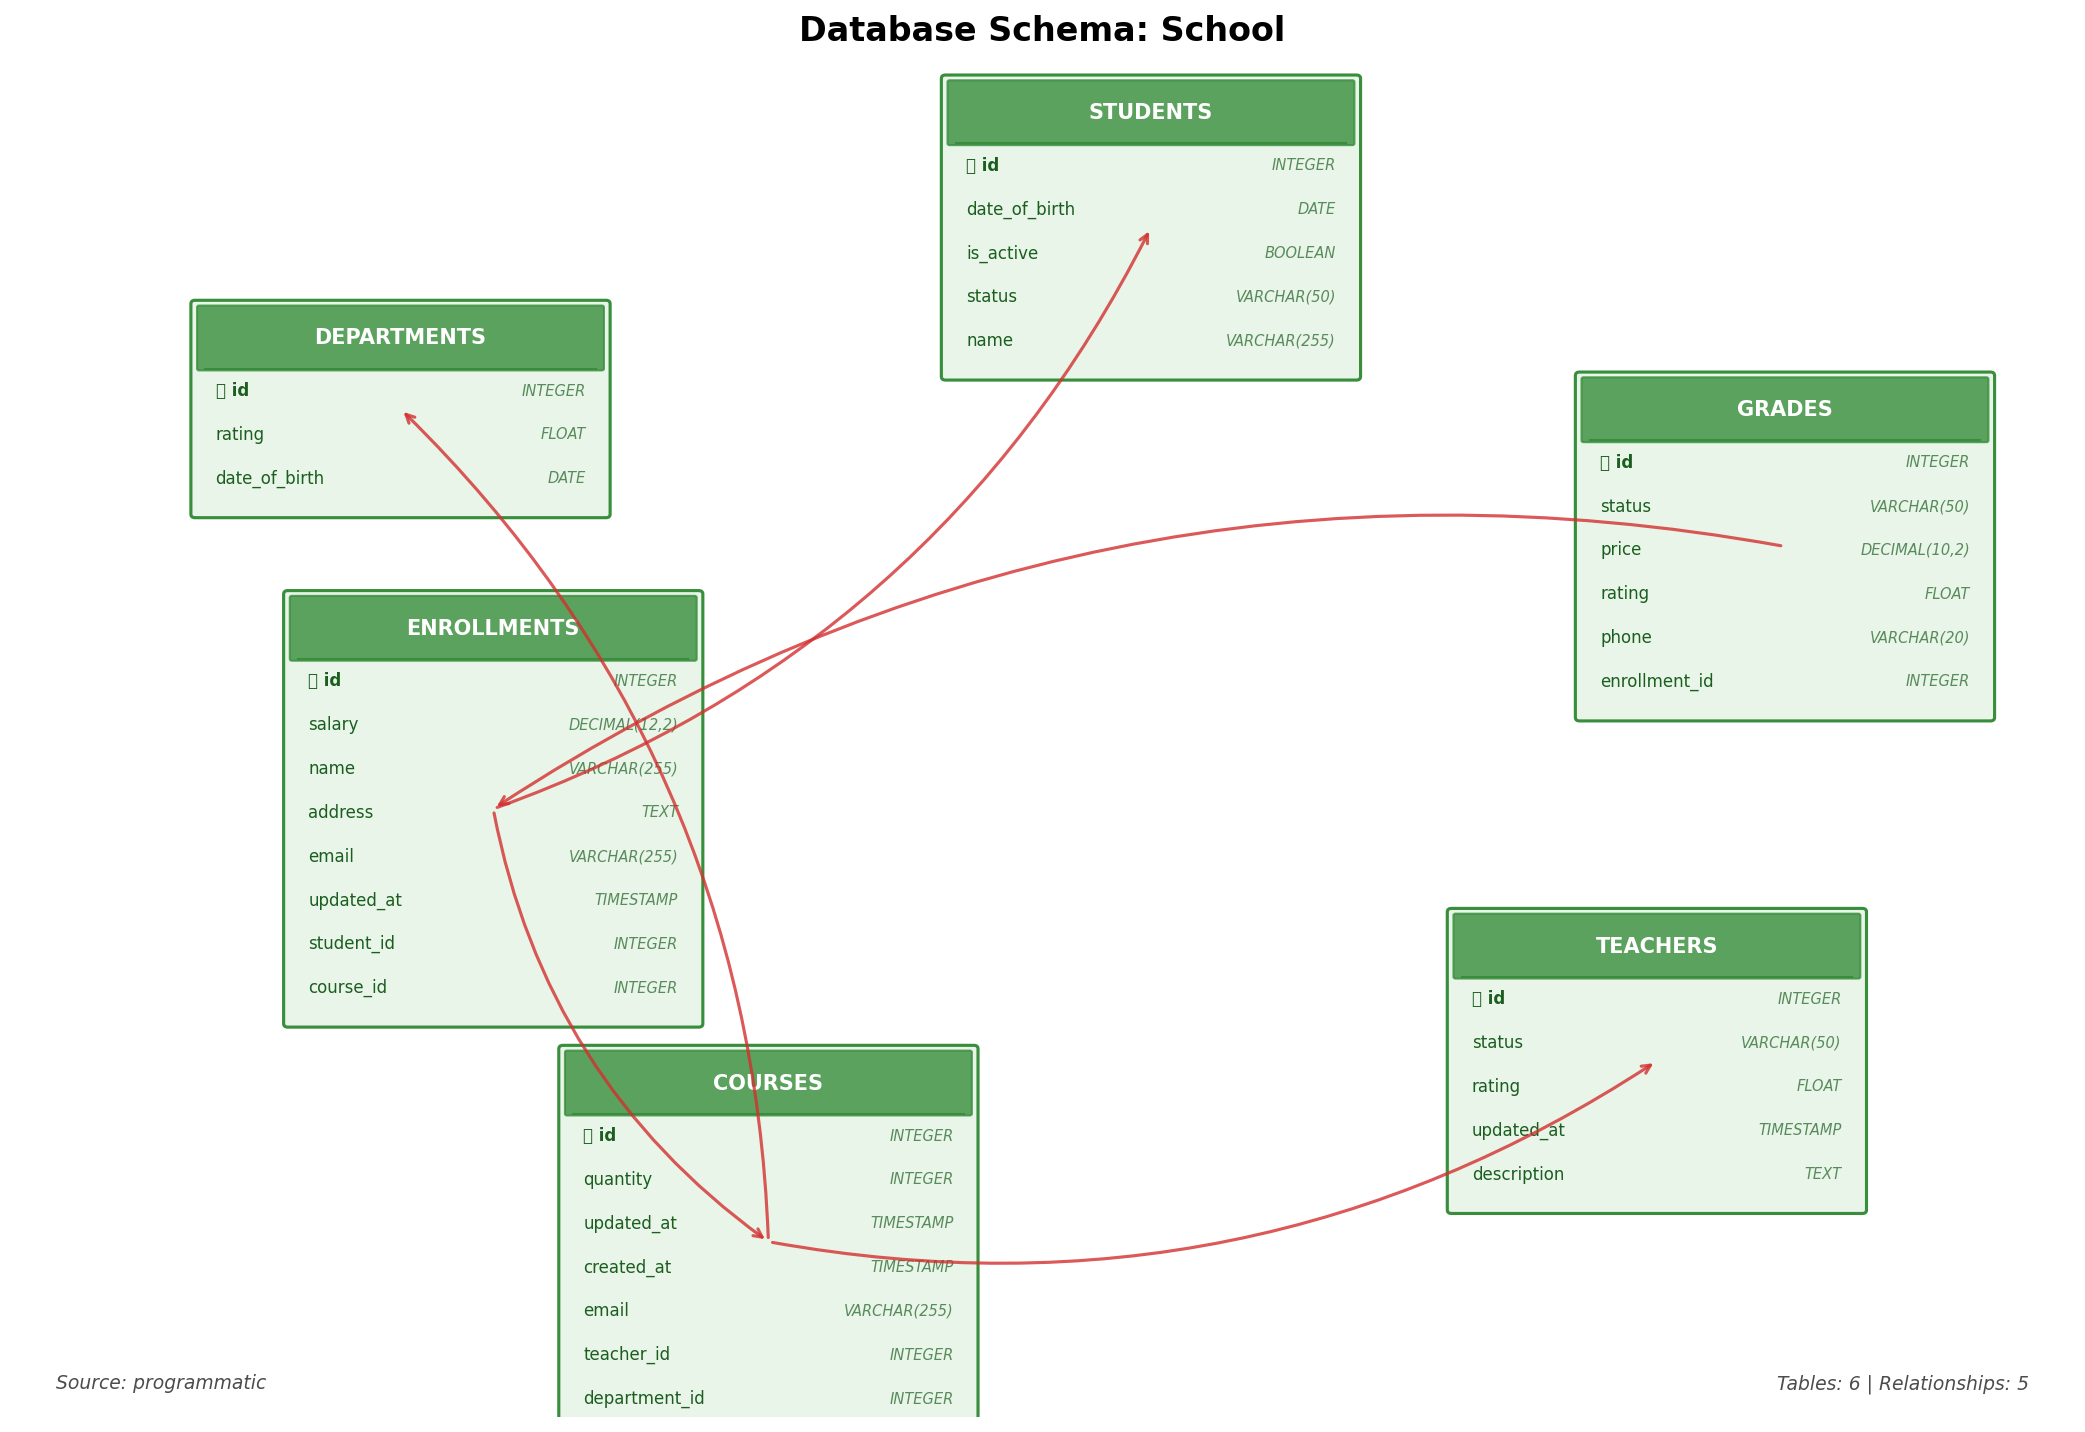 Database Schema: School
STUDENTS
id INTEGER
date_of_birth DATE
is_active BOOLEAN
status VARCHAR(50)
name VARCHAR(255)
DEPARTMENTS
id INTEGER
rating FLOAT
date_of_birth DATE
GRADES
id INTEGER
status VARCHAR(50)
price DECIMAL(10,2)
rating FLOAT
phone VARCHAR(20)
enrollment_id INTEGER
ENROLLMENTS
id INTEGER
salary DECIMAL(12,2)
name VARCHAR(255)
address TEXT
email VARCHAR(255)
updated_at TIMESTAMP
student_id INTEGER
course_id INTEGER
TEACHERS
id INTEGER
status VARCHAR(50)
rating FLOAT
updated_at TIMESTAMP
description TEXT
COURSES
id INTEGER
quantity INTEGER
updated_at TIMESTAMP
created_at TIMESTAMP
email VARCHAR(255)
teacher_id INTEGER
department_id INTEGER
Source: programmatic
Tables: 6 | Relationships: 5